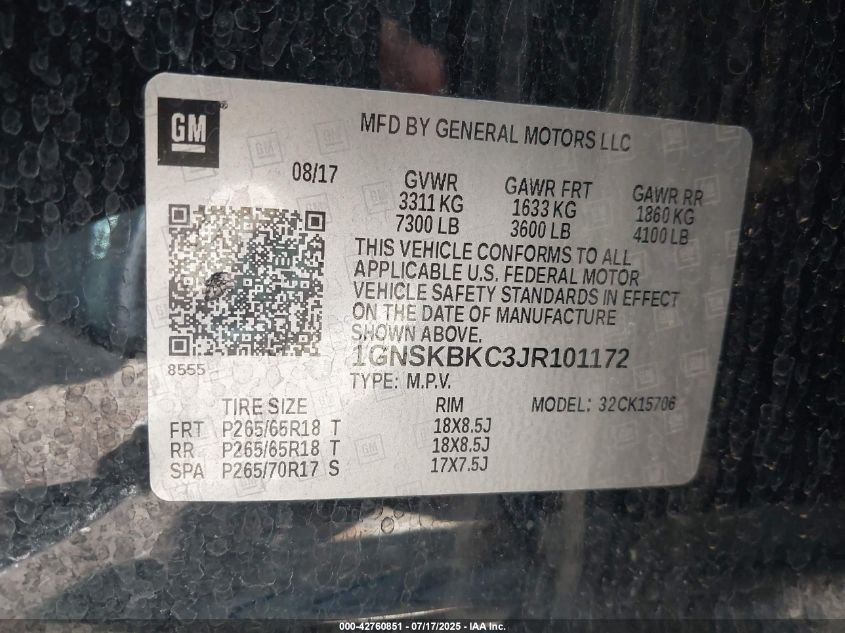 GM
MFD BY GENERAL MOTORS LLC
08/17
GVWR GAWR FRT GAWR RR
3311 KG 1633 KG 1860 KG
7300 LB 3600 LB 4100 LB
THIS VEHICLE CONFORMS TO ALL
APPLICABLE U.S. FEDERAL MOTOR
VEHICLE SAFETY STANDARDS IN EFFECT
ON THE DATE OF MANUFACTURE
SHOWN ABOVE.
8555
1GNSKBKC3JR101172
TYPE: M.P.V.
TIRE SIZE RIM MODEL: 32CK15706
FRT P265/65R18 T 18X8.5J
RR P265/65R18 T 18X8.5J
SPA P265/70R17 S 17X7.5J
000-42760851 - 07/17/2025 - IAA Inc.